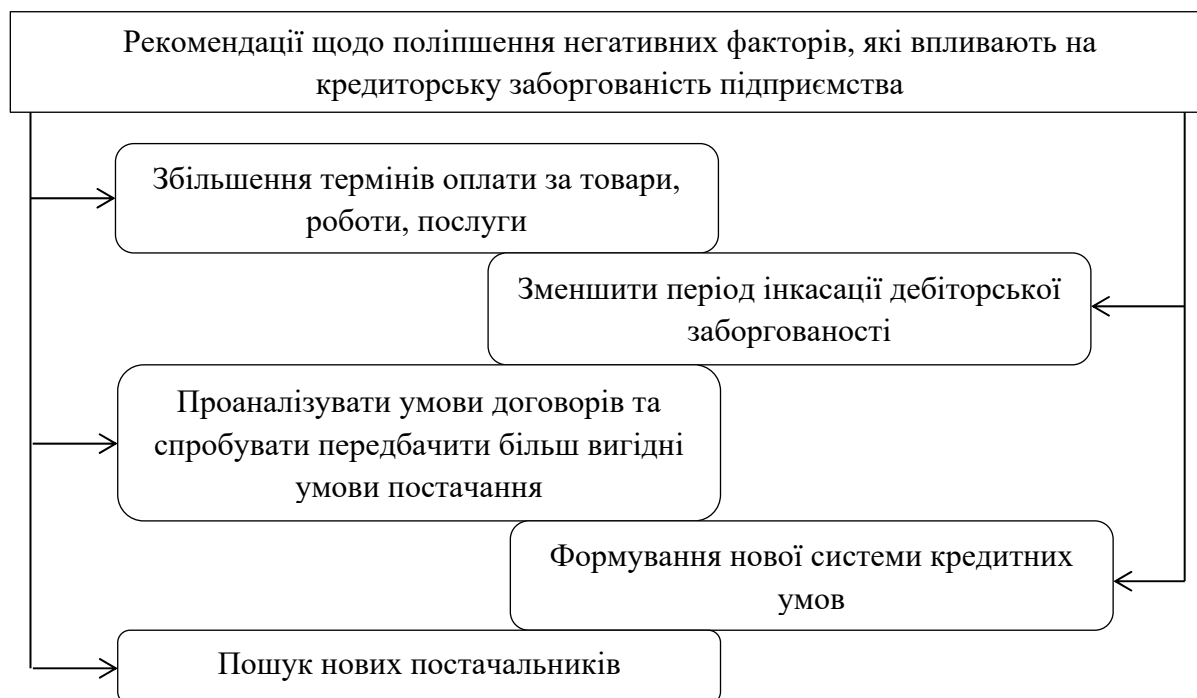 Рекомендації щодо поліпшення негативних факторів, які впливають на
кредиторську заборгованість підприємства
Збільшення термінів оплати за товари,
роботи, послуги
Зменшити період інкасації дебіторської
заборгованості
Проаналізувати умови договорів та
спробувати передбачити більш вигідні
умови постачання
Формування нової системи кредитних
умов
Пошук нових постачальників